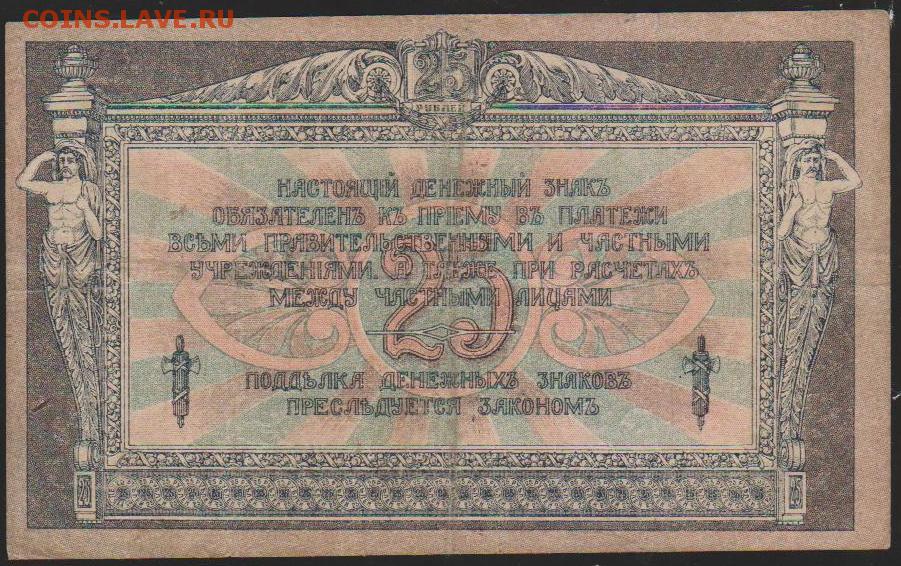 COINS.LAVE.RU
25
РУБЛЕЙ
НАСТОЯЩІЙ ДЕНЕЖНЫЙ ЗНАКЪ
ОБЯЗАТЕЛЕНЪ КЪ ПРІЕМУ ВЪ ПЛАТЕЖИ
ВСѢМИ ПРАВИТЕЛЬСТВЕННЫМИ И ЧАСТНЫМИ
УЧРЕЖДЕНІЯМИ. А ТАКЖЕ ПРИ РАСЧЕТАХЪ
МЕЖДУ ЧАСТНЫМИ ЛИЦАМИ
25
ПОДДѢЛКА ДЕНЕЖНЫХЪ ЗНАКОВЪ
ПРЕСЛѢДУЕТСЯ ЗАКОНОМЪ
25 25